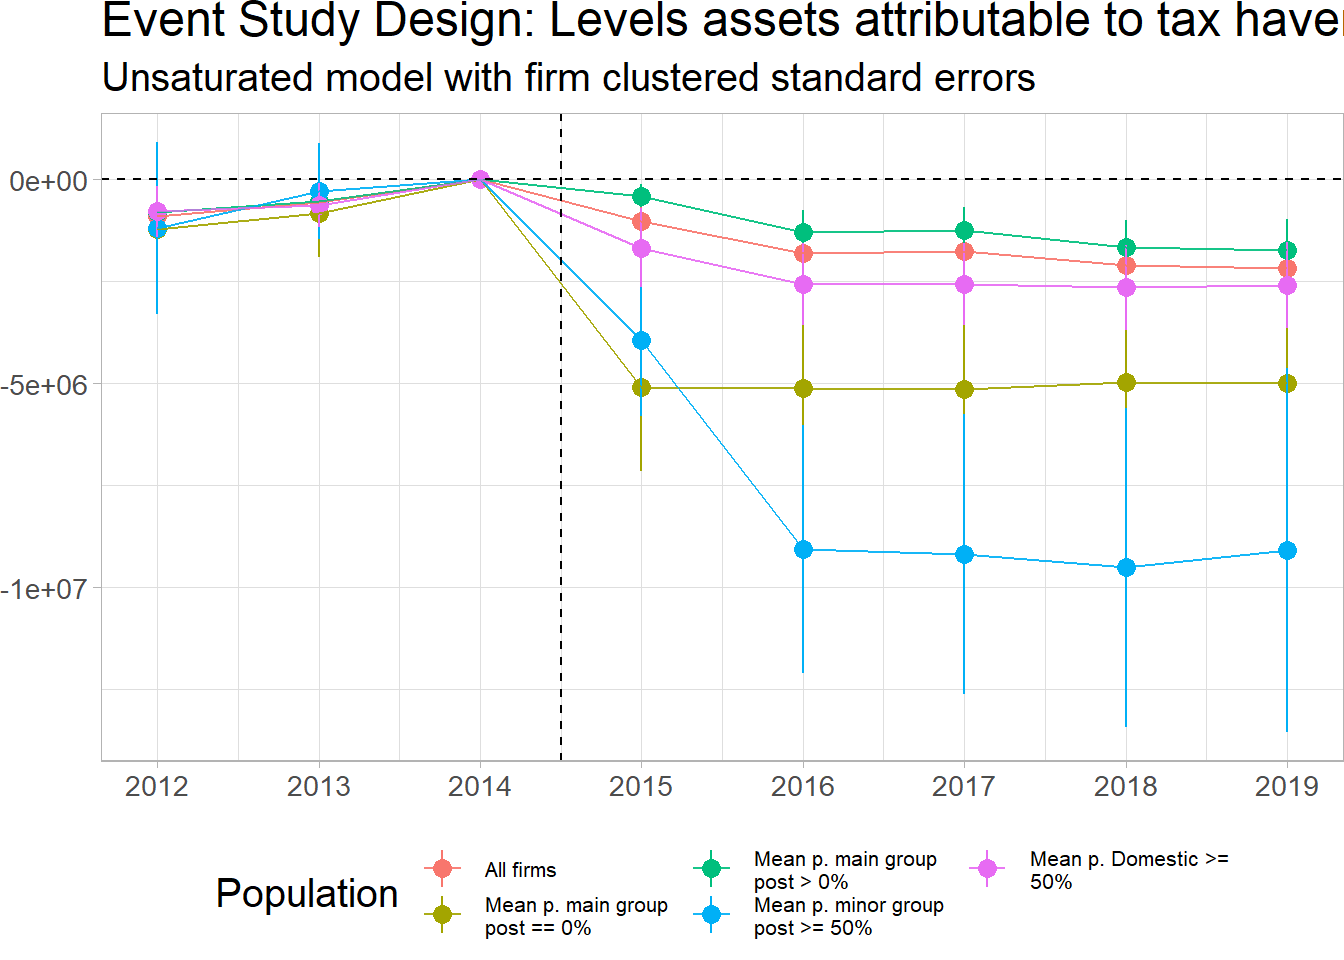 Event Study Design: Levels assets attributable to tax
Unsaturated model with firm clustered standard errors
0e+00
-5e+06
-1e+07
2012 2013 2014 2015 2016 2017 2018 2019
Population
All firms
Mean p. main group
post == 0%
Mean p. main group
post > 0%
Mean p. minor group
post >= 50%
Mean p. Domestic >=
50%